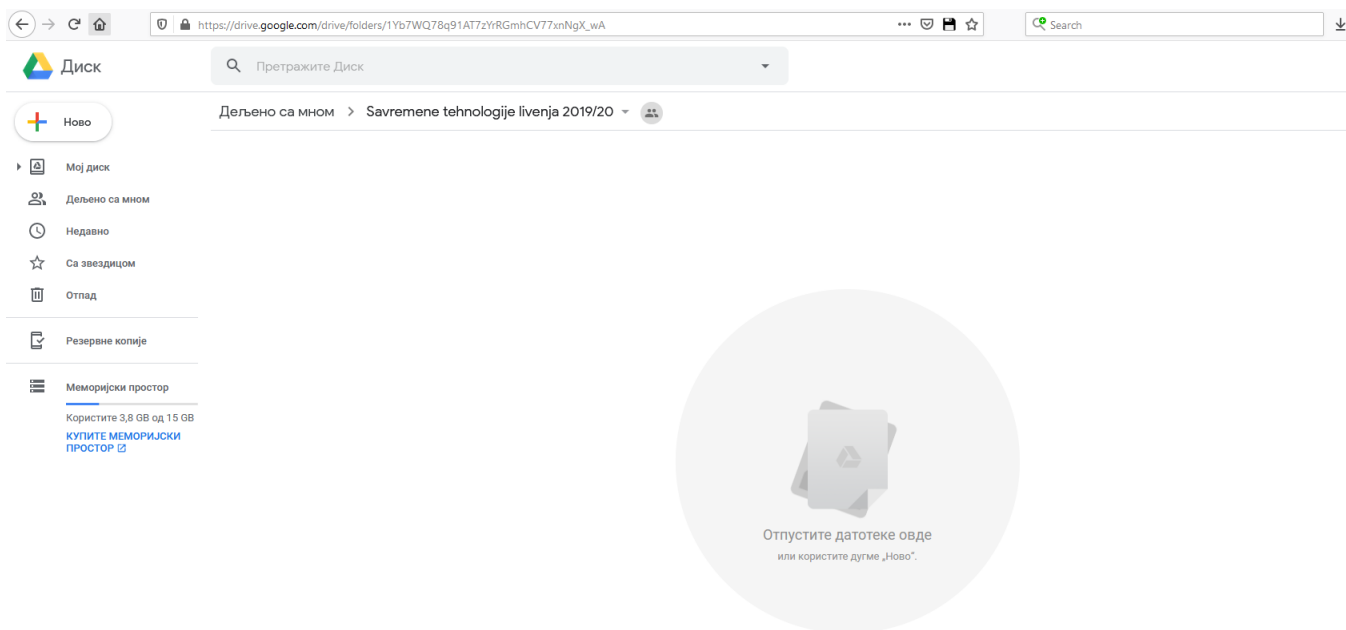 https://drive.google.com/drive/folders/1Yb7WQ78q91AT7zYrRGmhCV77xnNgX_wA
Search
Диск
Претражите Диск
Ново
Дељено са мном > Savremene tehnologije livenja 2019/20
Мој диск
Дељено са мном
Недавно
Са звездицом
Отпад
Резервне копије
Меморијски простор
Користите 3,8 GB од 15 GB
КУПИТЕ МЕМОРИЈСКИ
ПРОСТОР
Отпустите датотеке овде
или користите дугме „Ново“.